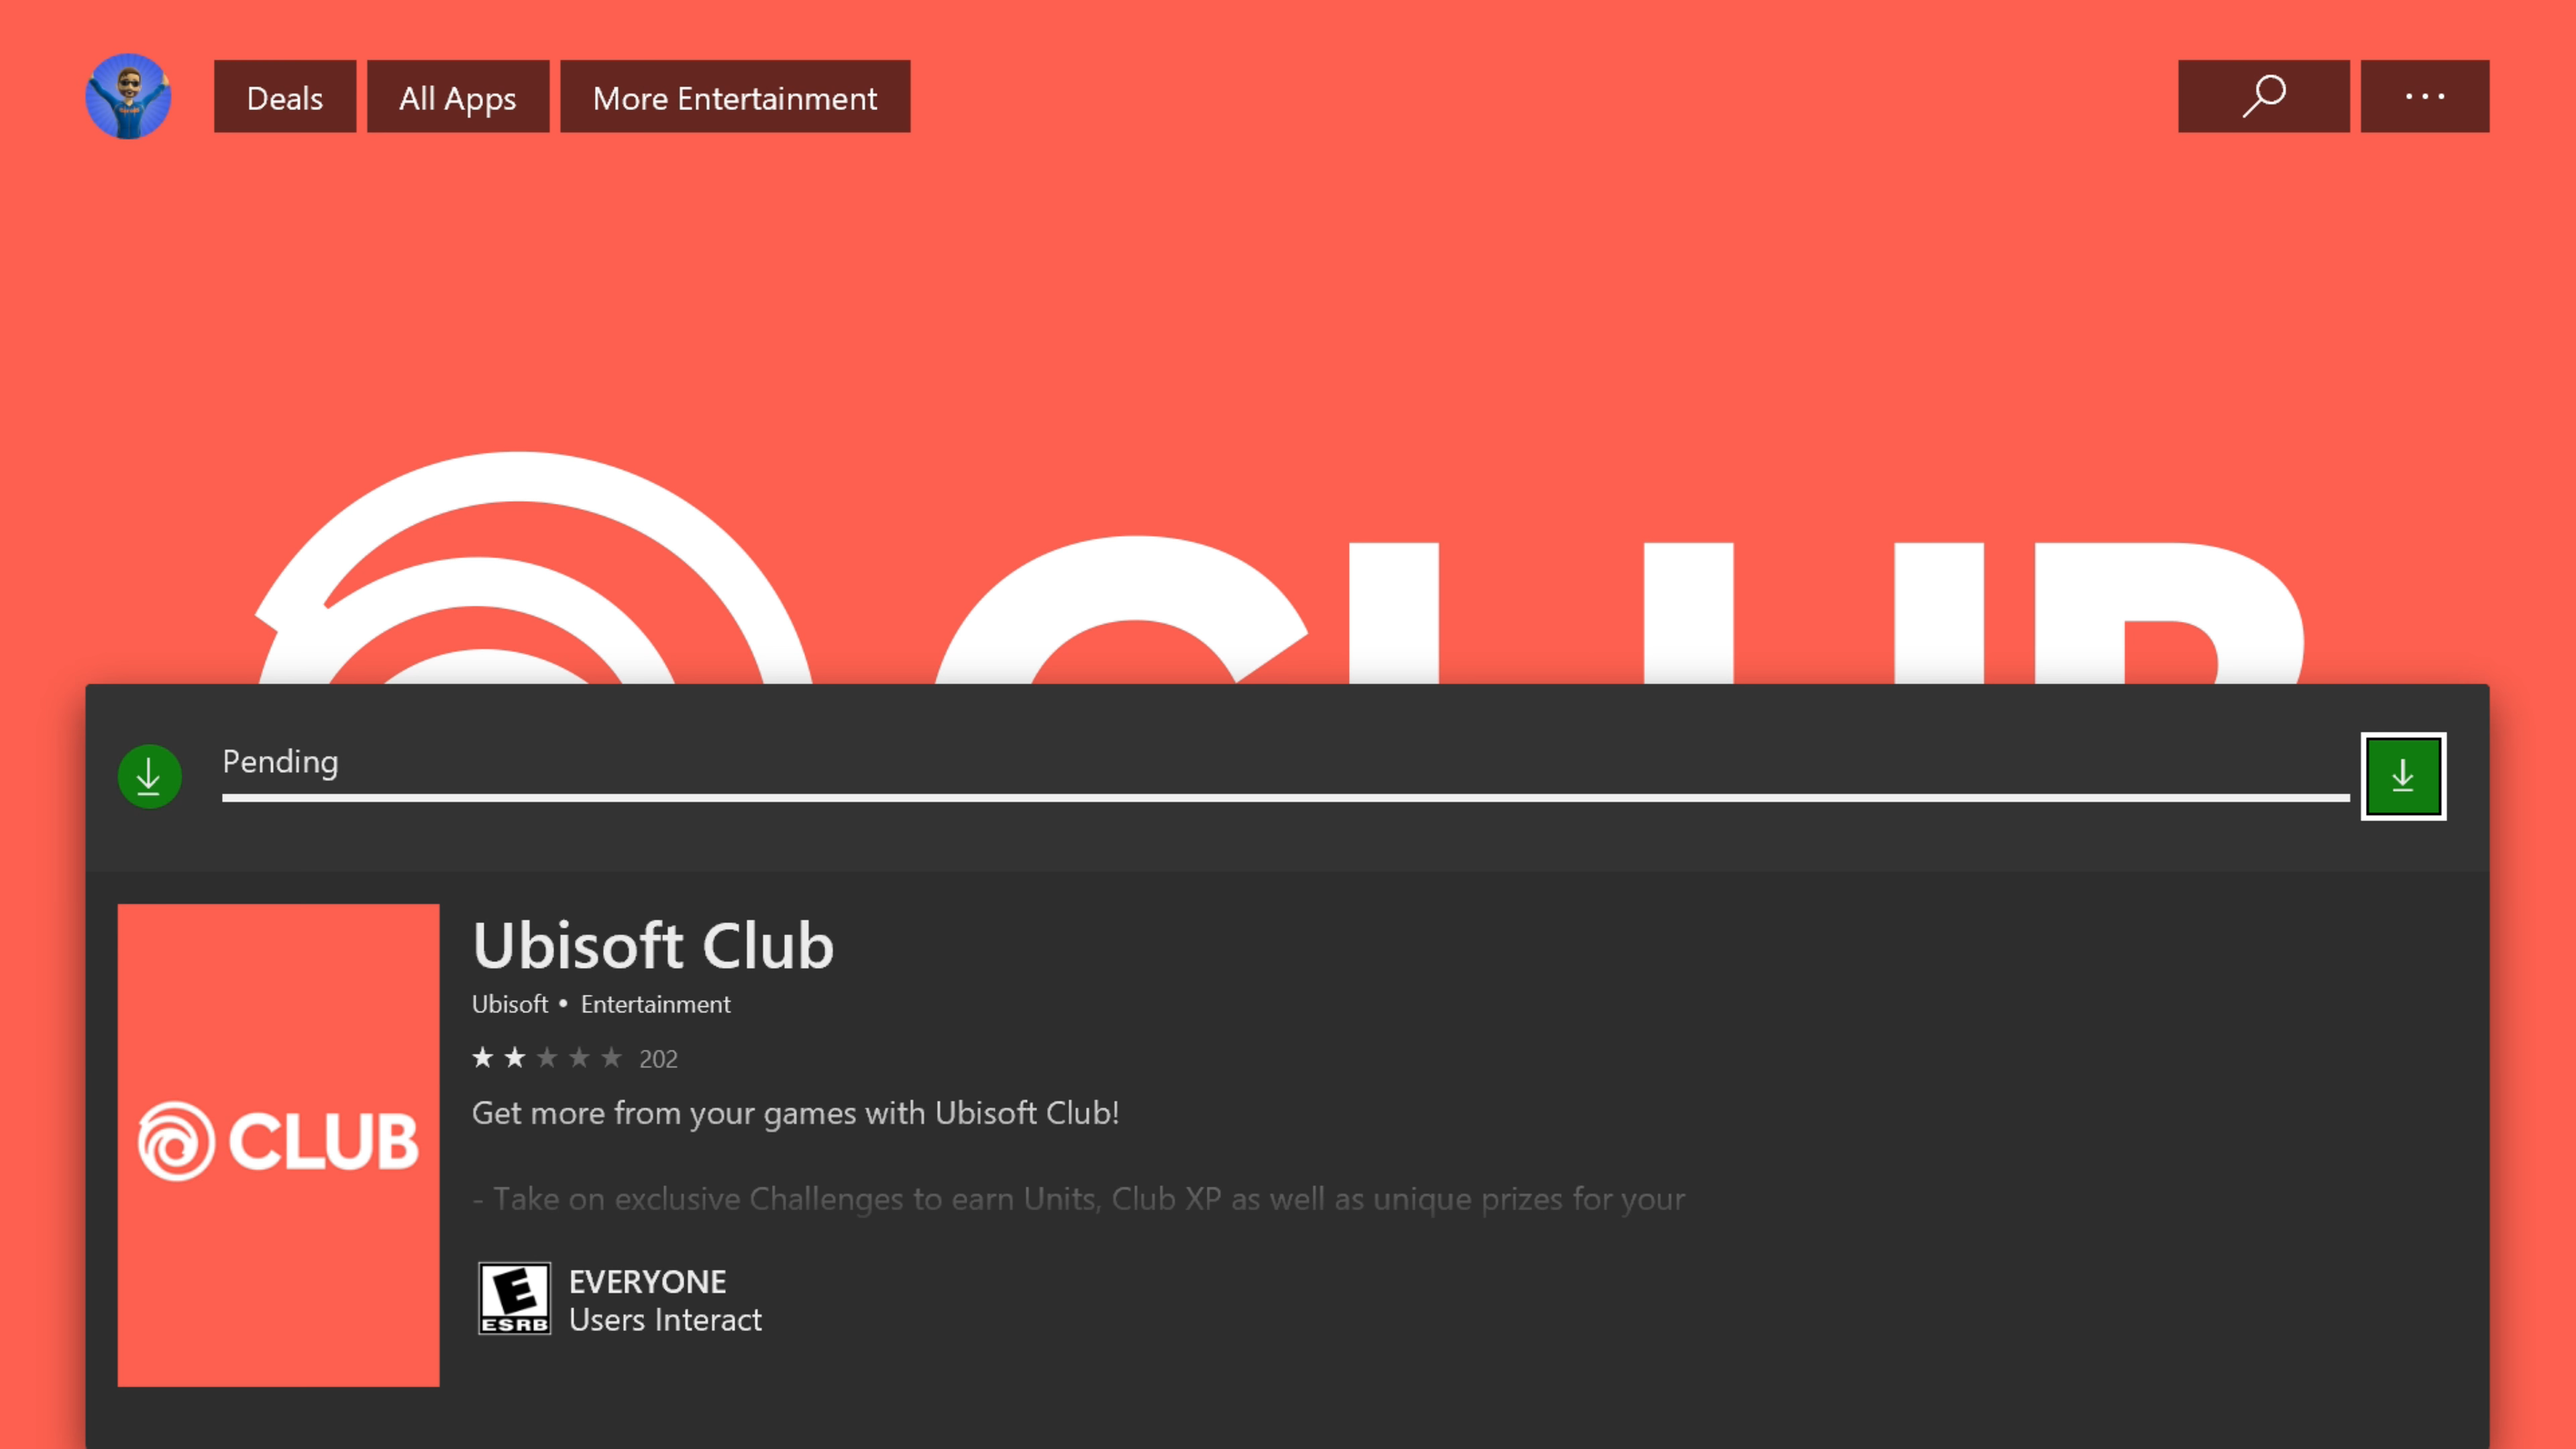 Deals
All Apps
More Entertainment
CLUB
Pending
Ubisoft Club
Ubisoft • Entertainment
202
Get more from your games with Ubisoft Club!
- Take on exclusive Challenges to earn Units, Club XP as well as unique prizes for your
CLUB
E
ESRB
EVERYONE
Users Interact